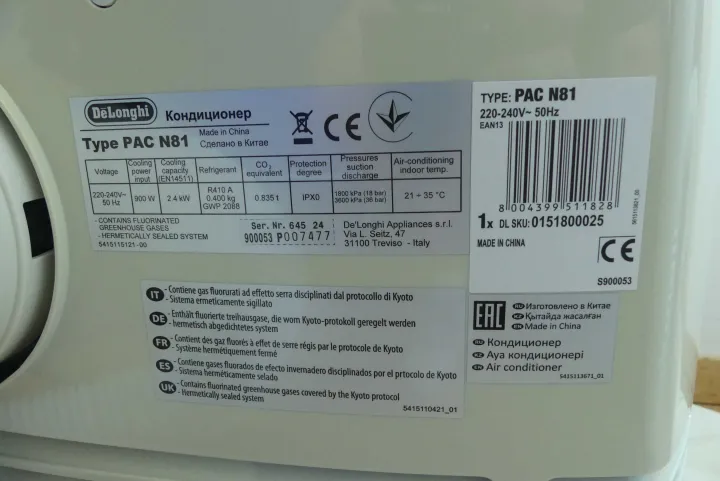 DeLonghi
Кондиционер
Type PAC N81
Made in China
Сделано в Китае
CE
Voltage
Cooling power input
Cooling capacity (EN14511)
Refrigerant
CO2 equivalent
Protection degree
Pressures suction discharge
Air-conditioning indoor temp.
220-240V~ 50 Hz
900 W
2.4 kW
R410 A 0.400 kg GWP 2088
0.8351
IPX0
1800 kPa (18 bar) 3600 kPa (36 bar)
21 ÷ 35 °C
- CONTAINS FLUORINATED
GREENHOUSE GASES
- HERMETICALLY SEALED SYSTEM
5415115121-00
Ser. Nr. 645 24
900053 P007477
De'Longhi Appliances s.r.l.
Via L. Seitz, 47
31100 Treviso - Italy
TYPE: PAC N81
220-240V~ 50Hz
EAN13
8 004399 511828
1x DL SKU: 0151800025
MADE IN CHINA
CE
S900053
IT - Contiene gas fluorurati ad effetto serra disciplinati dal protocollo di Kyoto
- Sistema ermeticamente sigillato
DE - Enthält fluorierte treihausgase, die wom Kyoto-protokoll geregelt werden
- hermetisch abgedichtetes system
FR - Contient des gaz fluorés à effet de serre régis par le protocole de Kyoto
- Système hermétiquement fermé
ES - Contiene gases fluorados de efecto invernadero disciplinados por el prtocolo de Kyoto
- Sistema herméticamente selado
UK - Contains fluorinated greenhouse gases covered by the Kyoto protocol
- Hermetically sealed system
5415110421_01
EAC
RU Изготовлено в Китае
KZ Қытайда жасалған
EN Made in China
RU Кондиционер
KZ Ауа кондиционері
EN Air conditioner
5415113671_01